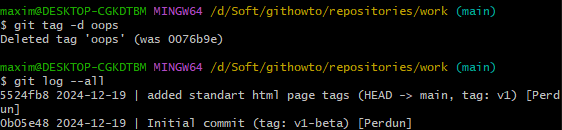 maxim@DESKTOP-CGKDTBM MINGW64 /d/Soft/githowto/repositories/work (main)
$ git tag -d oops
Deleted tag 'oops' (was 0076b9e)
maxim@DESKTOP-CGKDTBM MINGW64 /d/Soft/githowto/repositories/work (main)
$ git log --all
5524fb8 2024-12-19 | added standart html page tags (HEAD -> main, tag: v1) [Perd
un]
0b05e48 2024-12-19 | Initial commit (tag: v1-beta) [Perdun]